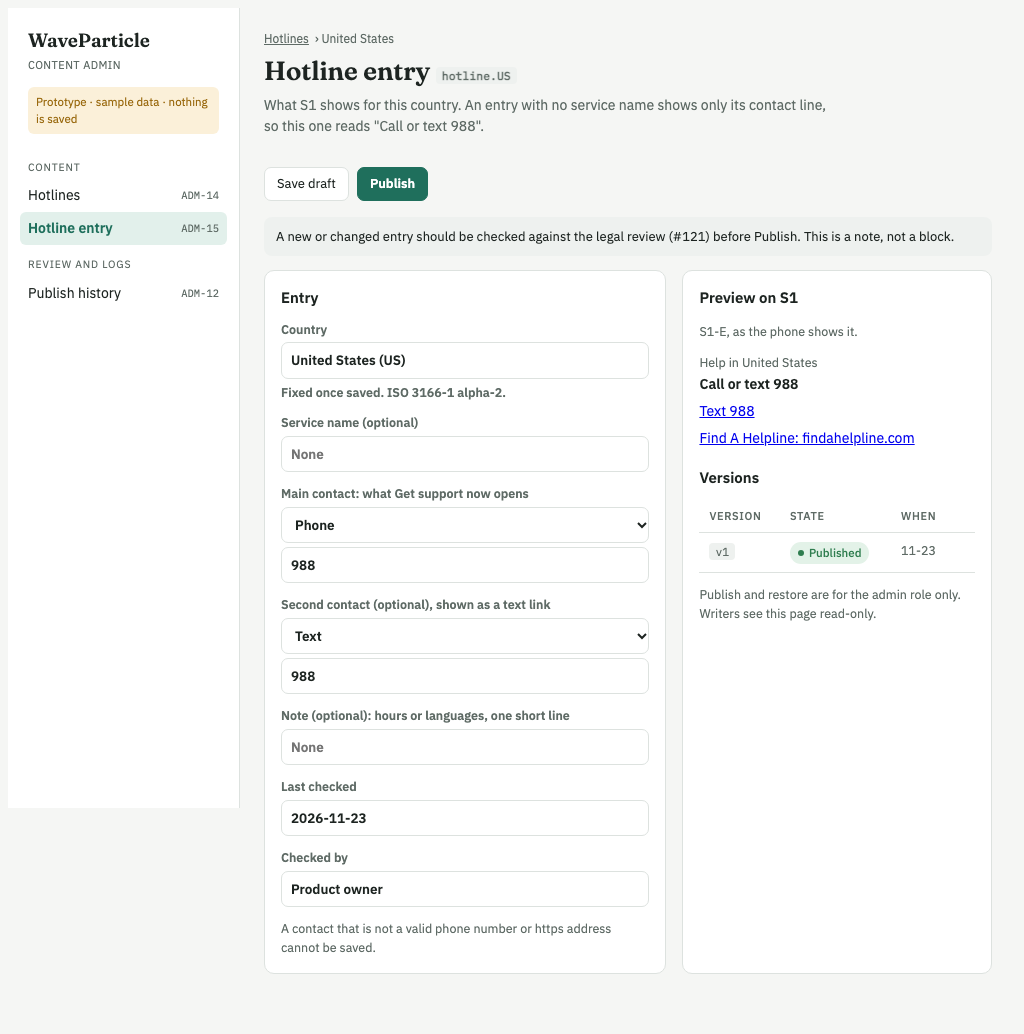 WaveParticle
CONTENT ADMIN
Prototype · sample data · nothing
is saved
CONTENT
Hotlines ADM-14
Hotline entry ADM-15
REVIEW AND LOGS
Publish history ADM-12
Hotlines › United States
Hotline entry hotline.US
What S1 shows for this country. An entry with no service name shows only its contact line,
so this one reads "Call or text 988".
Save draft
Publish
A new or changed entry should be checked against the legal review (#121) before Publish. This is a note, not a block.
Entry
Country
United States (US)
Fixed once saved. ISO 3166-1 alpha-2.
Service name (optional)
None
Main contact: what Get support now opens
Phone
988
Second contact (optional), shown as a text link
Text
988
Note (optional): hours or languages, one short line
None
Last checked
2026-11-23
Checked by
Product owner
A contact that is not a valid phone number or https address
cannot be saved.
Preview on S1
S1-E, as the phone shows it.
Help in United States
Call or text 988
Text 988
Find A Helpline: findahelpline.com
Versions
VERSION STATE WHEN
v1 Published 11-23
Publish and restore are for the admin role only.
Writers see this page read-only.